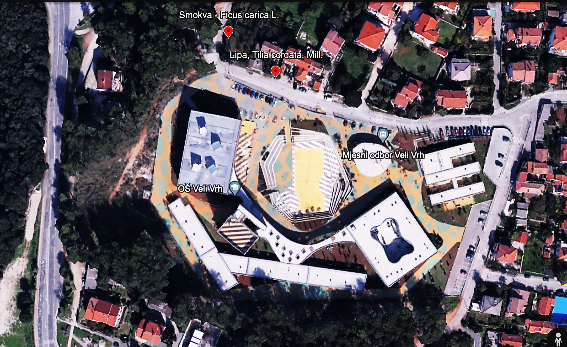 Smokva - Ficus carica L.
Lipa, Tilia cordata. Mill.
Mjesni odbor Veli Vrh
OŠ Veli Vrh